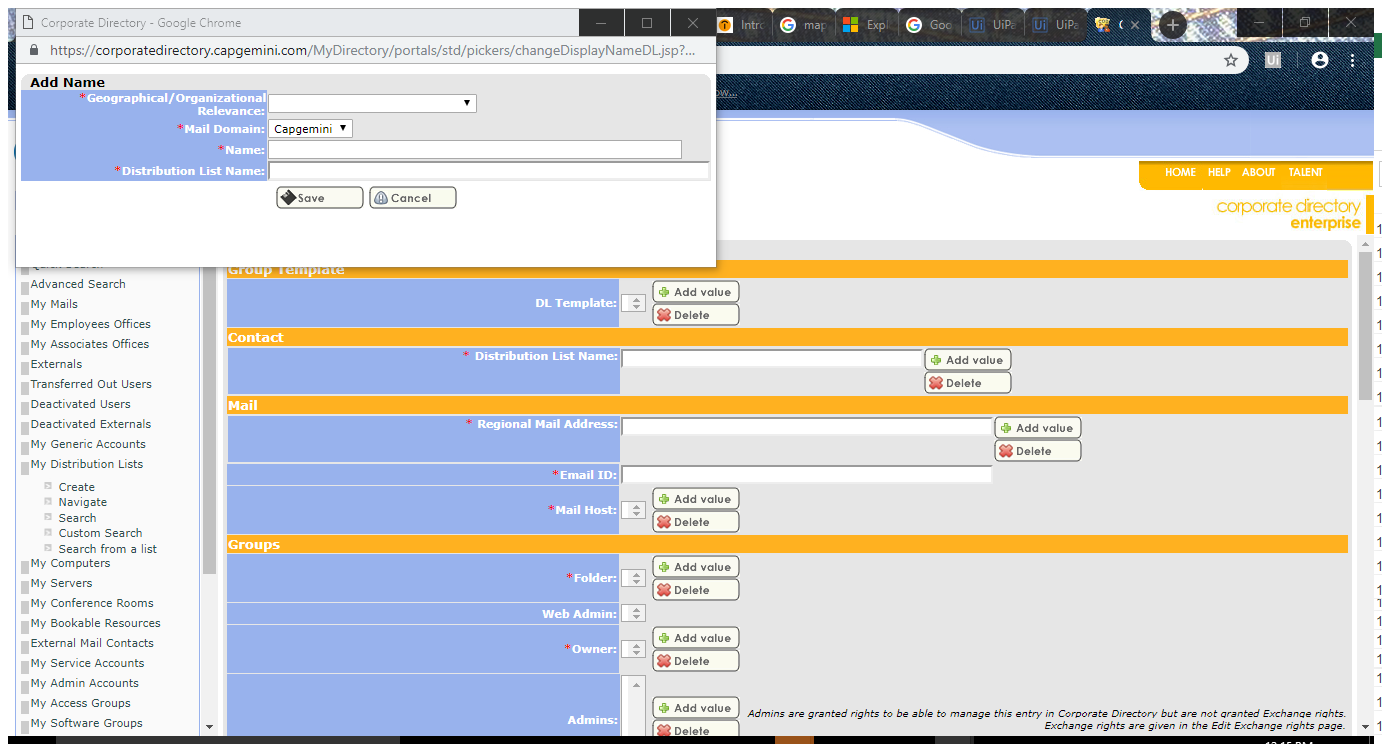 Corporate Directory - Google Chrome
Intro
map
Expl
Goo
UiPa
UiPa
C
https://corporatedirectory.capgemini.com/MyDirectory/portals/std/pickers/changeDisplayNameDL.jsp?...
Ui
Add Name
*Geographical/Organizational
Relevance:
*Mail Domain: Capgemini
*Name:
*Distribution List Name:
Save Cancel
HOME HELP ABOUT TALENT
corporate directory
enterprise
Advanced Search
My Mails
My Employees Offices
My Associates Offices
Externals
Transferred Out Users
Deactivated Users
Deactivated Externals
My Generic Accounts
My Distribution Lists
Create
Navigate
Search
Custom Search
Search from a list
My Computers
My Servers
My Conference Rooms
My Bookable Resources
External Mail Contacts
My Service Accounts
My Admin Accounts
My Access Groups
My Software Groups
Group Template
DL Template: Add value
Delete
Contact
* Distribution List Name: Add value
Delete
Mail
* Regional Mail Address: Add value
Delete
*Email ID:
*Mail Host: Add value
Delete
Groups
*Folder: Add value
Delete
Web Admin:
*Owner: Add value
Delete
Admins: Add value
Delete
Admins are granted rights to be able to manage this entry in Corporate Directory but are not granted Exchange rights.
Exchange rights are given in the Edit Exchange rights page.